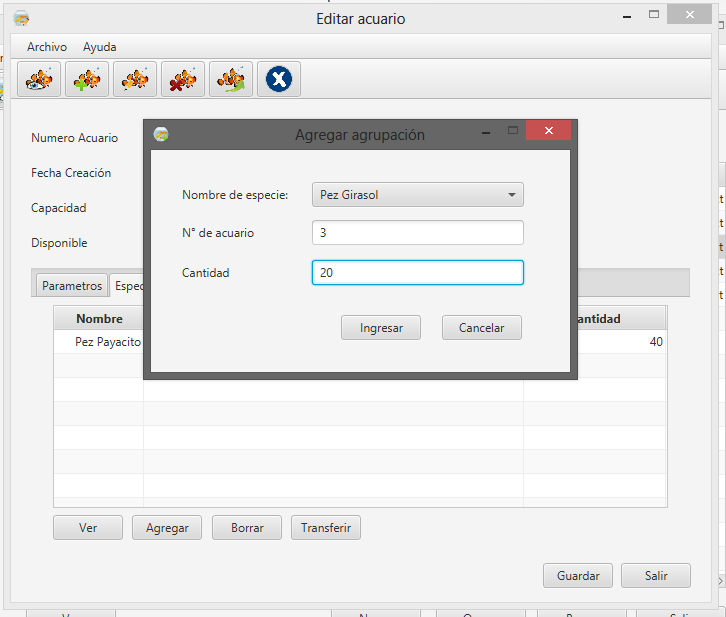 Editar acuario
Archivo Ayuda
Numero Acuario
Fecha Creación
Capacidad
Disponible
Agregar agrupación
Nombre de especie: Pez Girasol
N° de acuario 3
Cantidad 20
Ingresar Cancelar
Parametros Espec
Nombre antidad
Pez Payacito 40
Ver Agregar Borrar Transferir
Guardar Salir